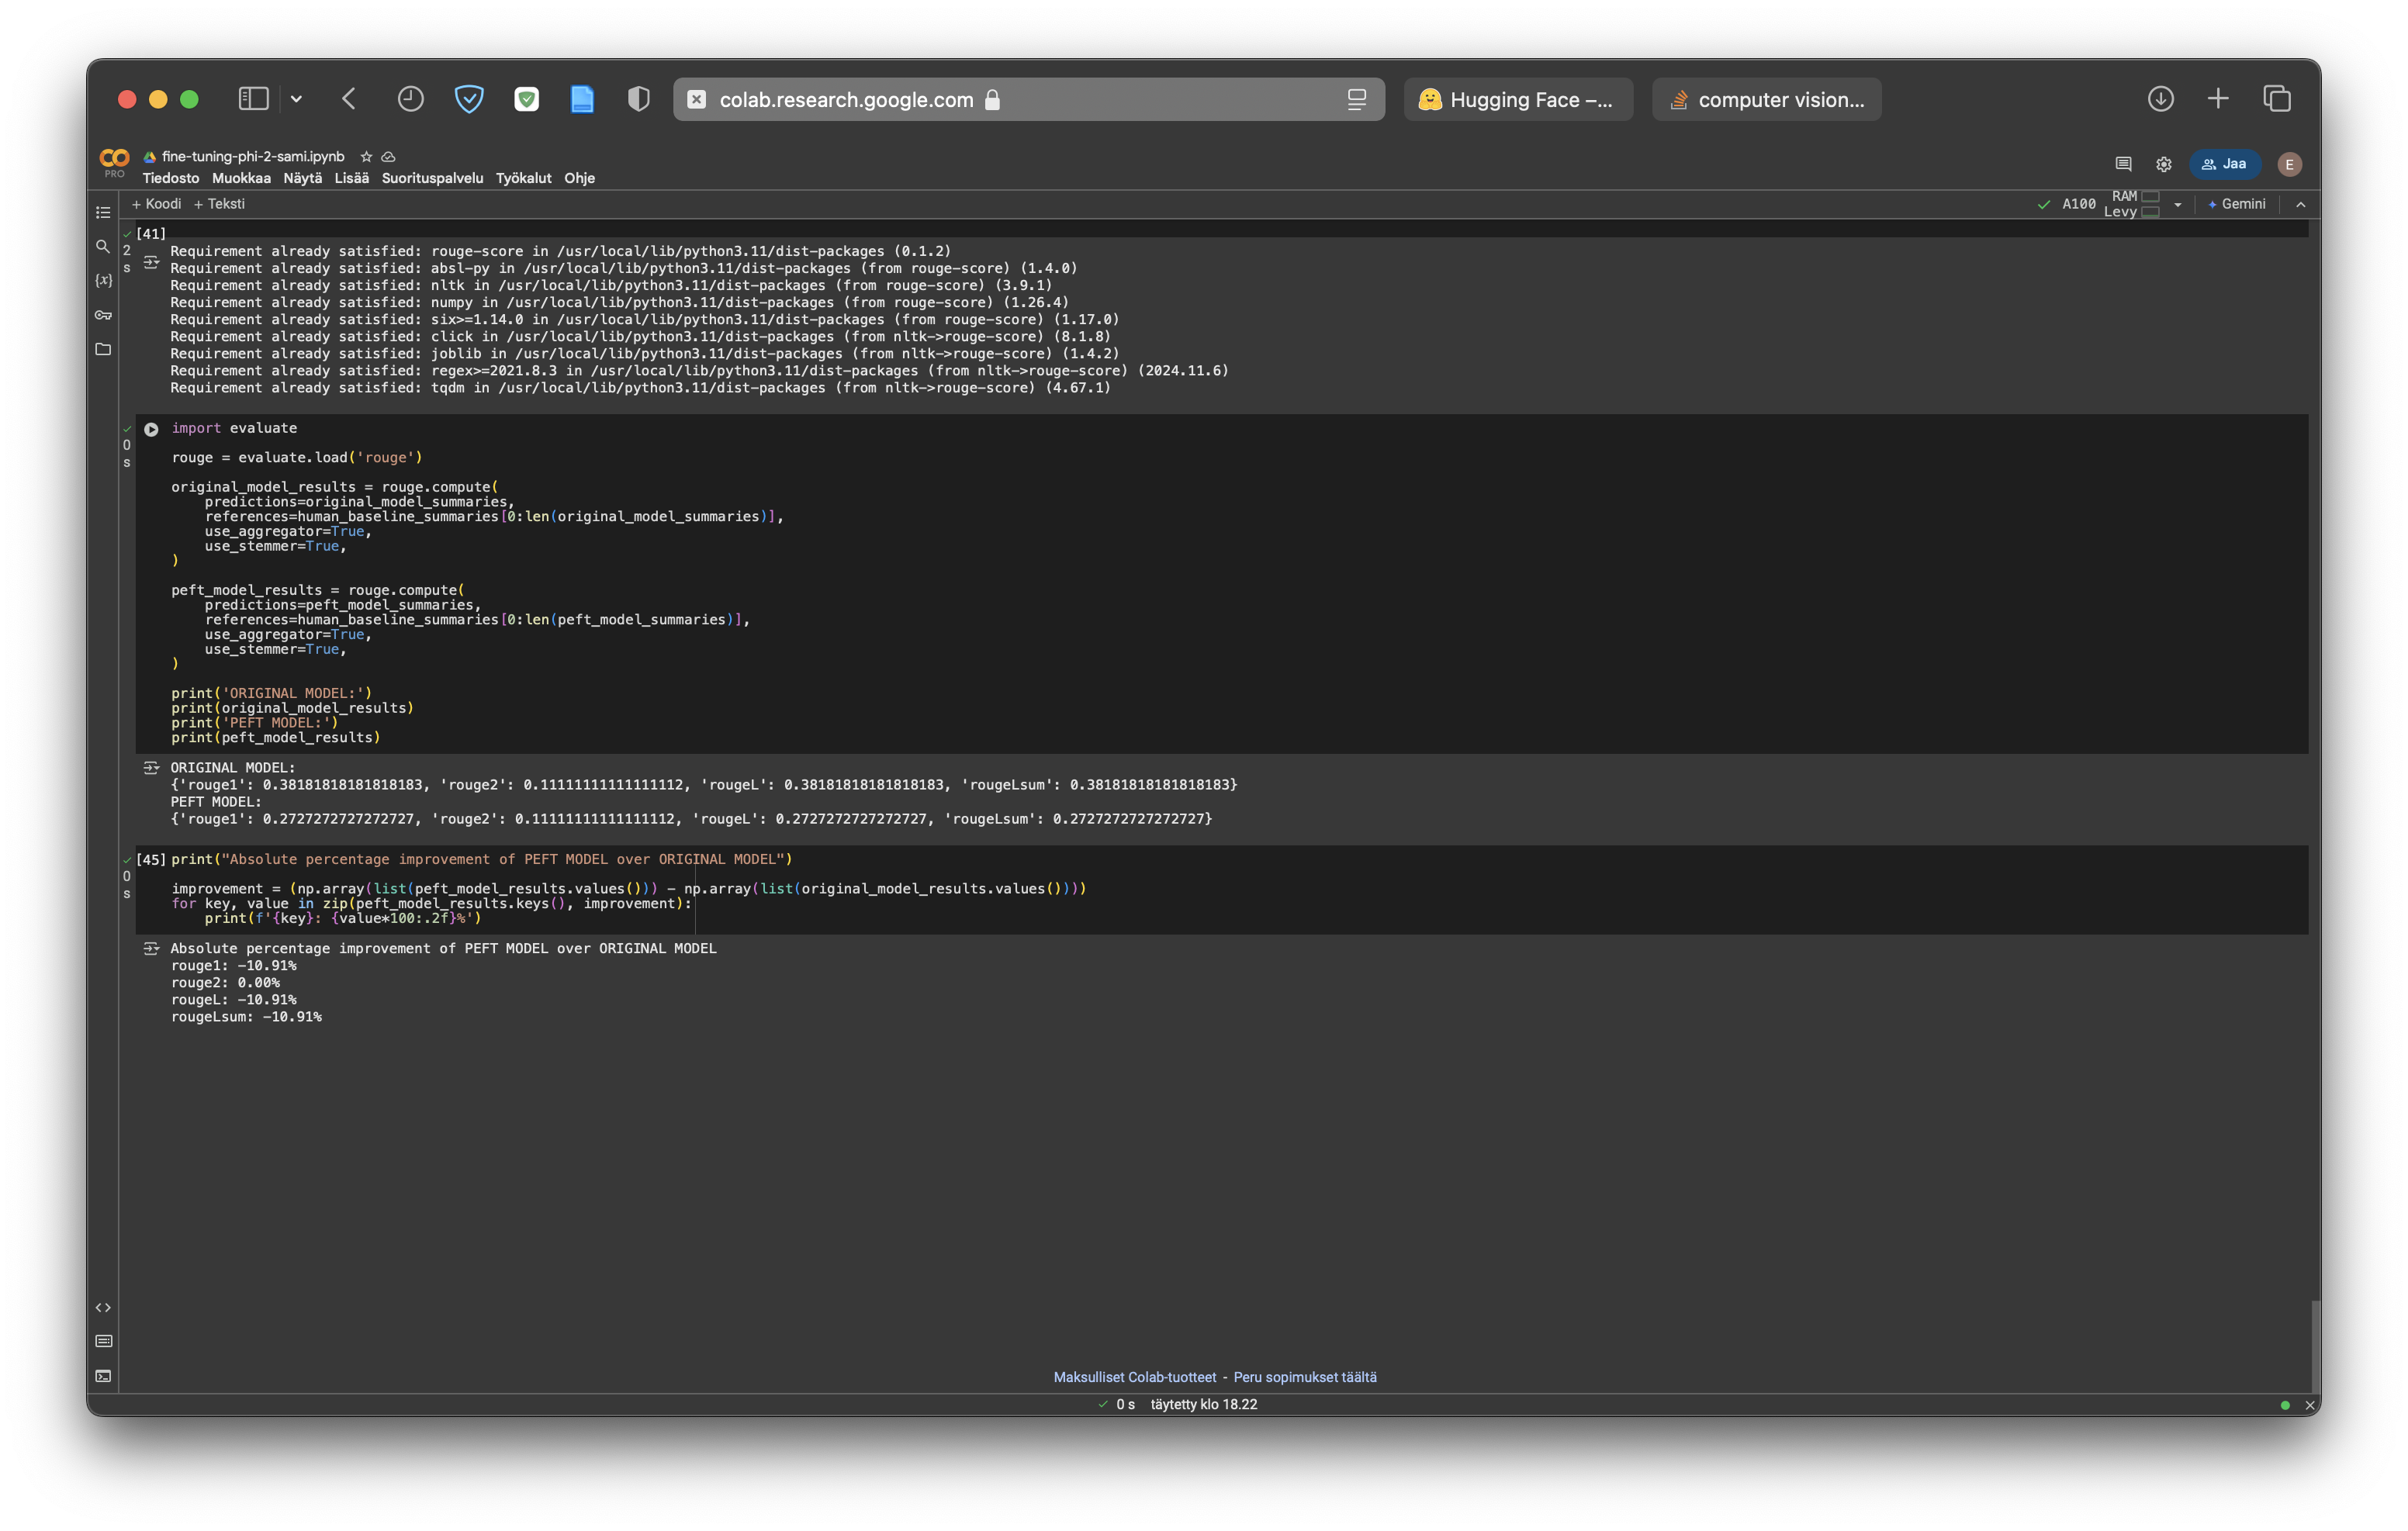 colab.research.google.com
Hugging Face –...
computer vision...
CO
PRO
fine-tuning-phi-2-sami.ipynb
Tiedosto Muokkaa Näytä Lisää Suorituspalvelu Työkalut Ohje
Jaa
E
+ Koodi + Teksti
A100 RAM
Levy
Gemini
[41]
2
s
Requirement already satisfied: rouge-score in /usr/local/lib/python3.11/dist-packages (0.1.2)
Requirement already satisfied: absl-py in /usr/local/lib/python3.11/dist-packages (from rouge-score) (1.4.0)
Requirement already satisfied: nltk in /usr/local/lib/python3.11/dist-packages (from rouge-score) (3.9.1)
Requirement already satisfied: numpy in /usr/local/lib/python3.11/dist-packages (from rouge-score) (1.26.4)
Requirement already satisfied: six>=1.14.0 in /usr/local/lib/python3.11/dist-packages (from rouge-score) (1.17.0)
Requirement already satisfied: click in /usr/local/lib/python3.11/dist-packages (from nltk->rouge-score) (8.1.8)
Requirement already satisfied: joblib in /usr/local/lib/python3.11/dist-packages (from nltk->rouge-score) (1.4.2)
Requirement already satisfied: regex>=2021.8.3 in /usr/local/lib/python3.11/dist-packages (from nltk->rouge-score) (2024.11.6)
Requirement already satisfied: tqdm in /usr/local/lib/python3.11/dist-packages (from nltk->rouge-score) (4.67.1)
0
s
import evaluate
rouge = evaluate.load('rouge')
original_model_results = rouge.compute(
    predictions=original_model_summaries,
    references=human_baseline_summaries[0:len(original_model_summaries)],
    use_aggregator=True,
    use_stemmer=True,
)
peft_model_results = rouge.compute(
    predictions=peft_model_summaries,
    references=human_baseline_summaries[0:len(peft_model_summaries)],
    use_aggregator=True,
    use_stemmer=True,
)
print('ORIGINAL MODEL:')
print(original_model_results)
print('PEFT MODEL:')
print(peft_model_results)
ORIGINAL MODEL:
{'rouge1': 0.38181818181818183, 'rouge2': 0.11111111111111112, 'rougeL': 0.38181818181818183, 'rougeLsum': 0.38181818181818183}
PEFT MODEL:
{'rouge1': 0.2727272727272727, 'rouge2': 0.11111111111111112, 'rougeL': 0.2727272727272727, 'rougeLsum': 0.2727272727272727}
[45] print("Absolute percentage improvement of PEFT MODEL over ORIGINAL MODEL")
0
s
improvement = (np.array(list(peft_model_results.values())) - np.array(list(original_model_results.values())))
for key, value in zip(peft_model_results.keys(), improvement):
    print(f'{key}: {value*100:.2f}%')
Absolute percentage improvement of PEFT MODEL over ORIGINAL MODEL
rouge1: -10.91%
rouge2: 0.00%
rougeL: -10.91%
rougeLsum: -10.91%
Maksulliset Colab-tuotteet - Peru sopimukset täältä
0 s täytetty klo 18.22